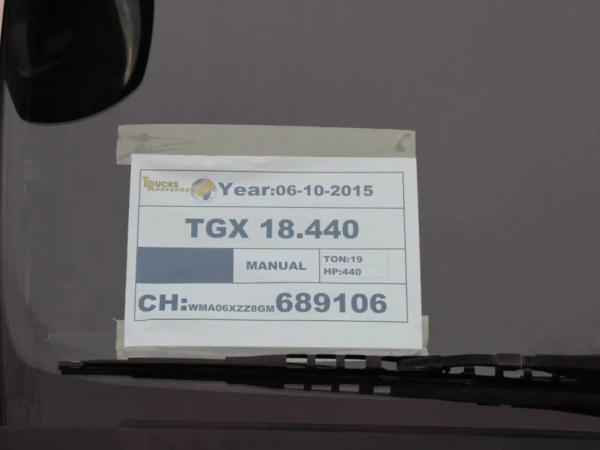 TRUCKS
Year:06-10-2015
TGX 18.440
MANUAL
TON:19
HP:440
CH:WMA06XZZ8GM689106